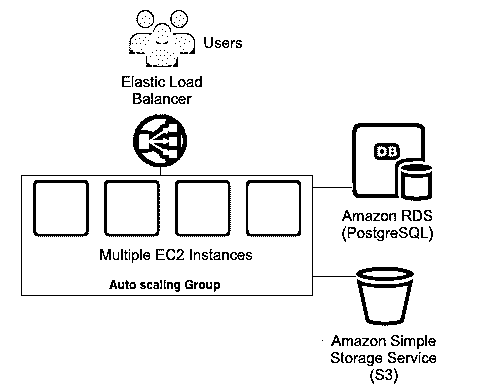 Users
Elastic Load
Balancer
DB
Amazon RDS
(PostgreSQL)
Multiple EC2 Instances
Auto scaling Group
Amazon Simple
Storage Service
(S3)